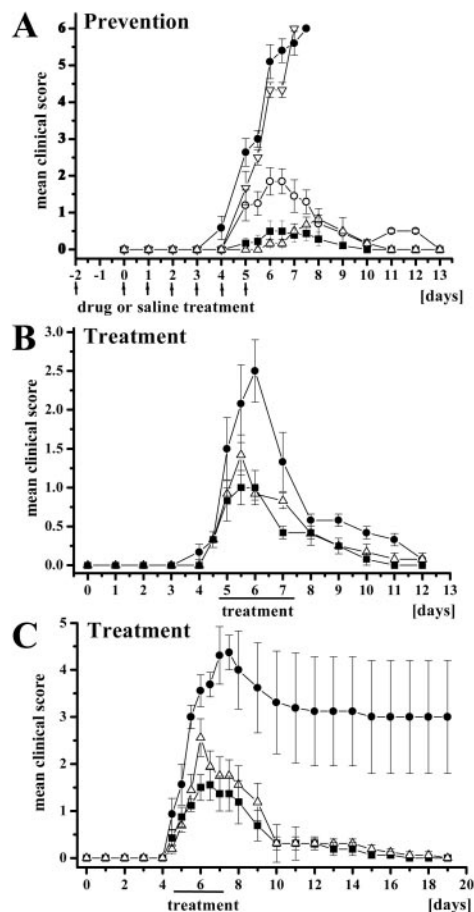 A Prevention
6
5
4
3
2
1
0
mean clinical score
-2 -1 0 1 2 3 4 5 6 7 8 9 10 11 12 13
drug or saline treatment
[days]
B Treatment
3.0
2.5
2.0
1.5
1.0
0.5
0.0
mean clinical score
0 1 2 3 4 5 6 7 8 9 10 11 12 13
treatment
[days]
C Treatment
5
4
3
2
1
0
mean clinical score
0 2 4 6 8 10 12 14 16 18 20
treatment
[days]